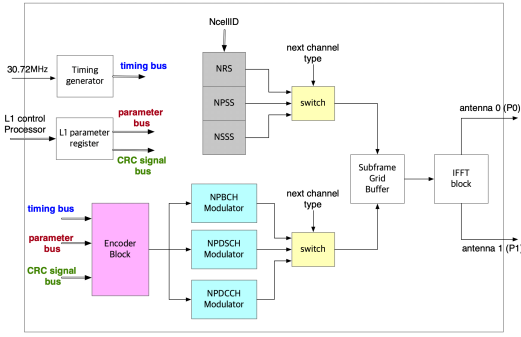 NcellID
30.72MHz
Timing
generator
timing bus
L1 control
Processor
L1 parameter
register
parameter
bus
CRC signal
bus
NRS
NPSS
NSSS
next channel
type
switch
Subframe
Grid
Buffer
IFFT
block
antenna 0 (P0)
antenna 1 (P1)
timing bus
parameter
bus
CRC signal
bus
Encoder
Block
NPBCH
Modulator
NPDSCH
Modulator
NPDCCH
Modulator
next channel
type
switch